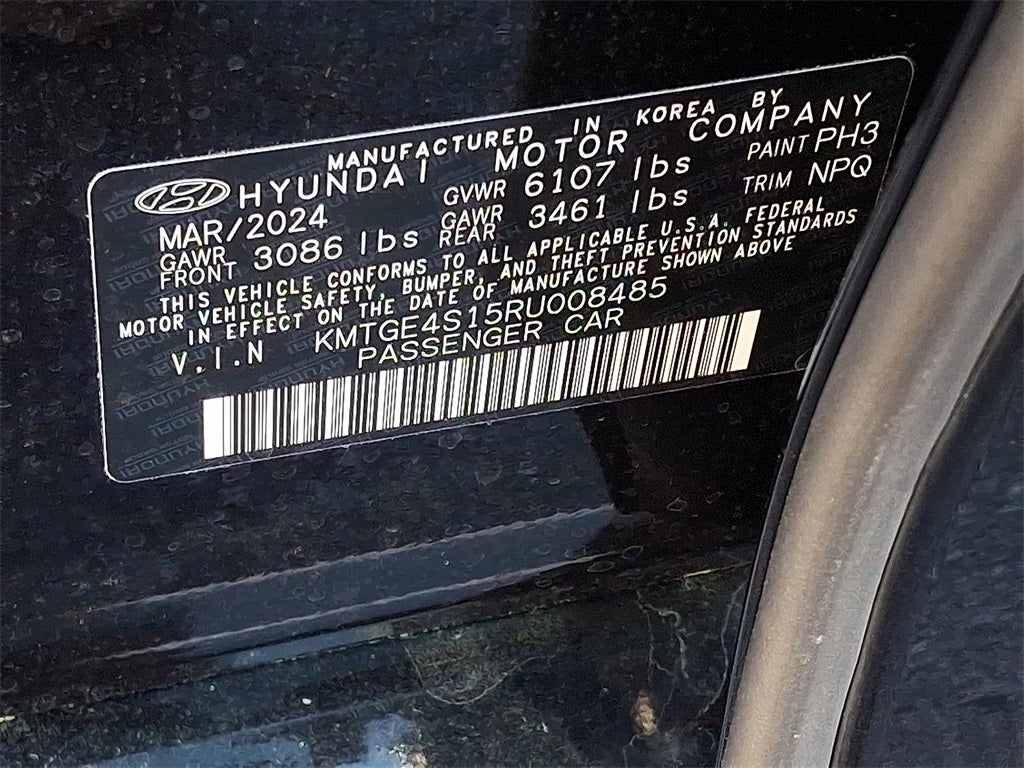 MANUFACTURED IN KOREA BY
HYUNDAI MOTOR COMPANY
MAR/2024 GVWR 6107 lbs PAINT PH3
GAWR FRONT 3086 lbs GAWR REAR 3461 lbs TRIM NPQ
THIS VEHICLE CONFORMS TO ALL APPLICABLE U.S.A. FEDERAL
MOTOR VEHICLE SAFETY, BUMPER, AND THEFT PREVENTION STANDARDS
IN EFFECT ON THE DATE OF MANUFACTURE SHOWN ABOVE
V.I.N KMTGE4S15RU008485
PASSENGER CAR